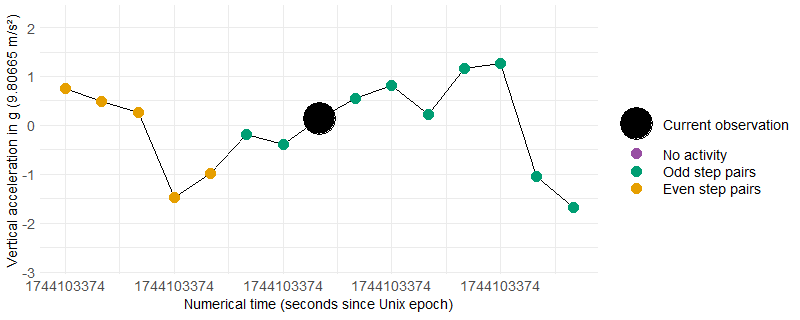 Vertical acceleration in g (9.80665 m/s²)
2
1
0
-1
-2
-3
1744103374 1744103374 1744103374 1744103374 1744103374
Numerical time (seconds since Unix epoch)
Current observation
No activity
Odd step pairs
Even step pairs